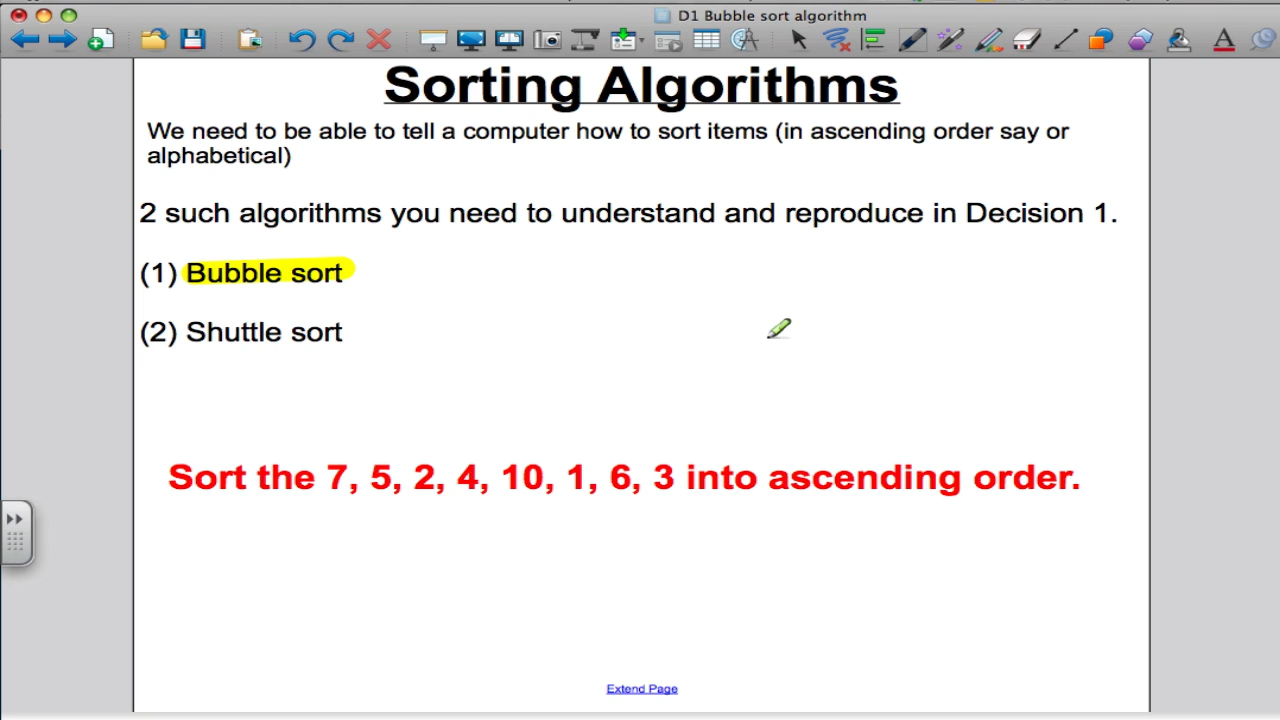 D1 Bubble sort algorithm
Sorting Algorithms
We need to be able to tell a computer how to sort items (in ascending order say or
alphabetical)
2 such algorithms you need to understand and reproduce in Decision 1.
(1) Bubble sort
(2) Shuttle sort
Sort the 7, 5, 2, 4, 10, 1, 6, 3 into ascending order.
Extend Page